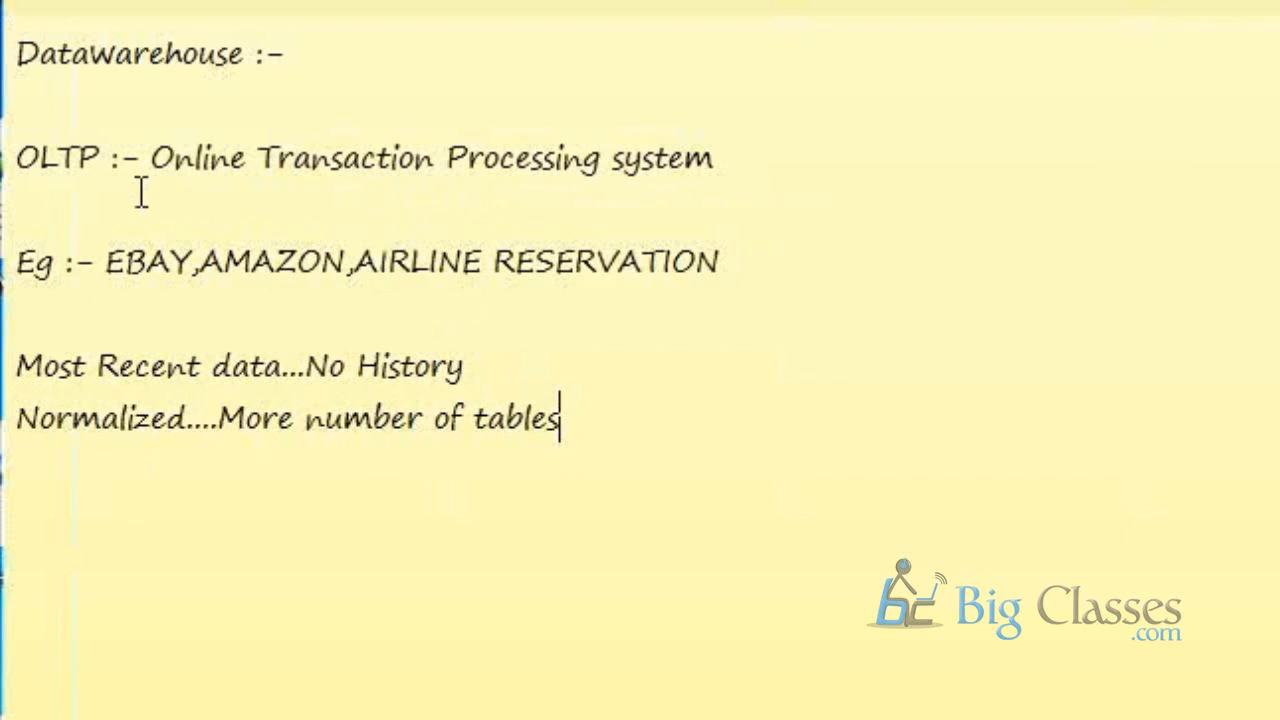 Datawarehouse :-
OLTP :- Online Transaction Processing system
Eg :- EBAY,AMAZON,AIRLINE RESERVATION
Most Recent data...No History
Normalized....More number of tables
bc Big Classes
.com